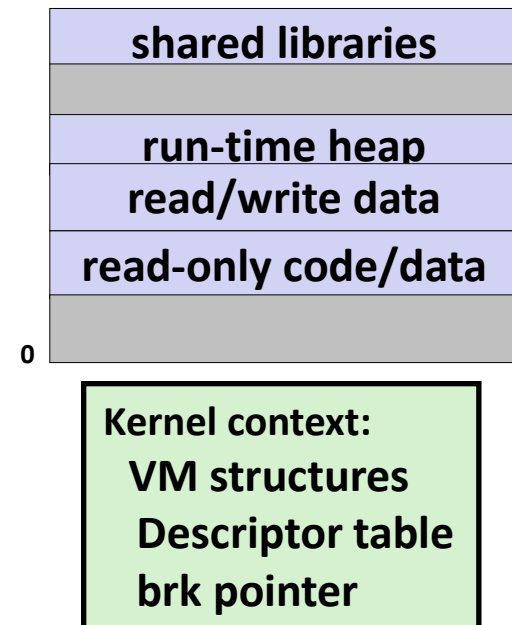 shared libraries
run-time heap
read/write data
read-only code/data
0
Kernel context:
VM structures
Descriptor table
brk pointer